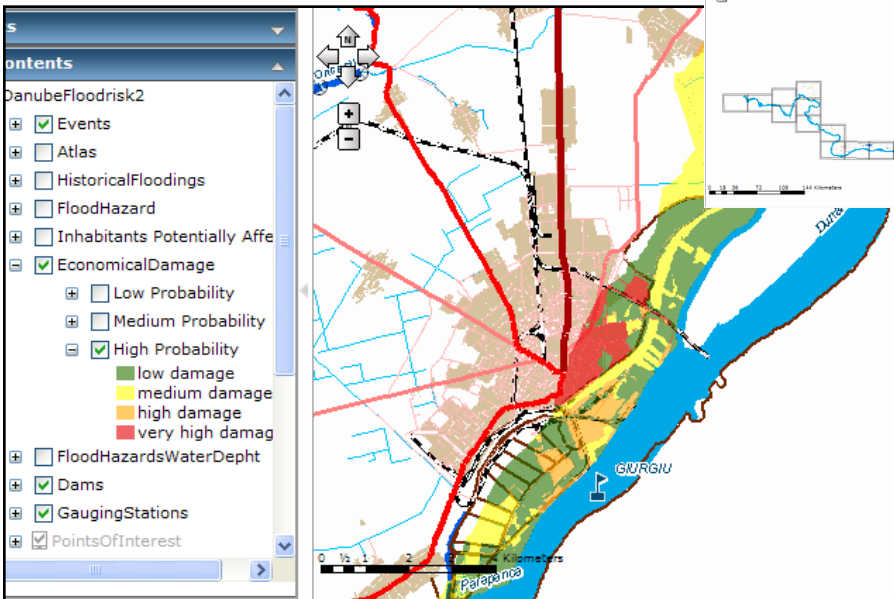 s
ontents
DanubeFloodrisk2
Events
Atlas
HistoricalFloodings
FloodHazard
Inhabitants Potentially Affe
EconomicalDamage
Low Probability
Medium Probability
High Probability
low damage
medium damage
high damage
very high damag
FloodHazardsWaterDepht
Dams
GaugingStations
PointsOfInterest
N
+
-
GIURGIU
0 ½ 1 2 4 Kilometers
Parapanca
0 18 36 72 108 144 Kilometers